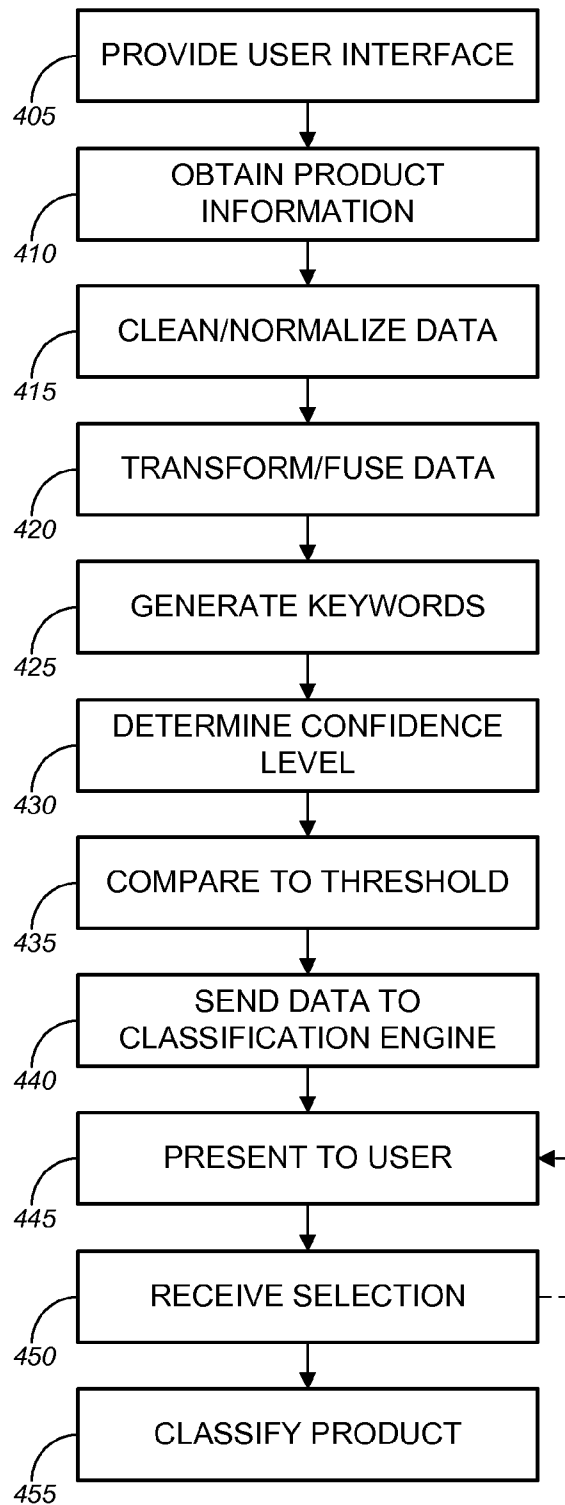 PROVIDE USER INTERFACE
405
OBTAIN PRODUCT
INFORMATION
410
CLEAN/NORMALIZE DATA
415
TRANSFORM/FUSE DATA
420
GENERATE KEYWORDS
425
DETERMINE CONFIDENCE
LEVEL
430
COMPARE TO THRESHOLD
435
SEND DATA TO
CLASSIFICATION ENGINE
440
PRESENT TO USER
445
RECEIVE SELECTION
450
CLASSIFY PRODUCT
455